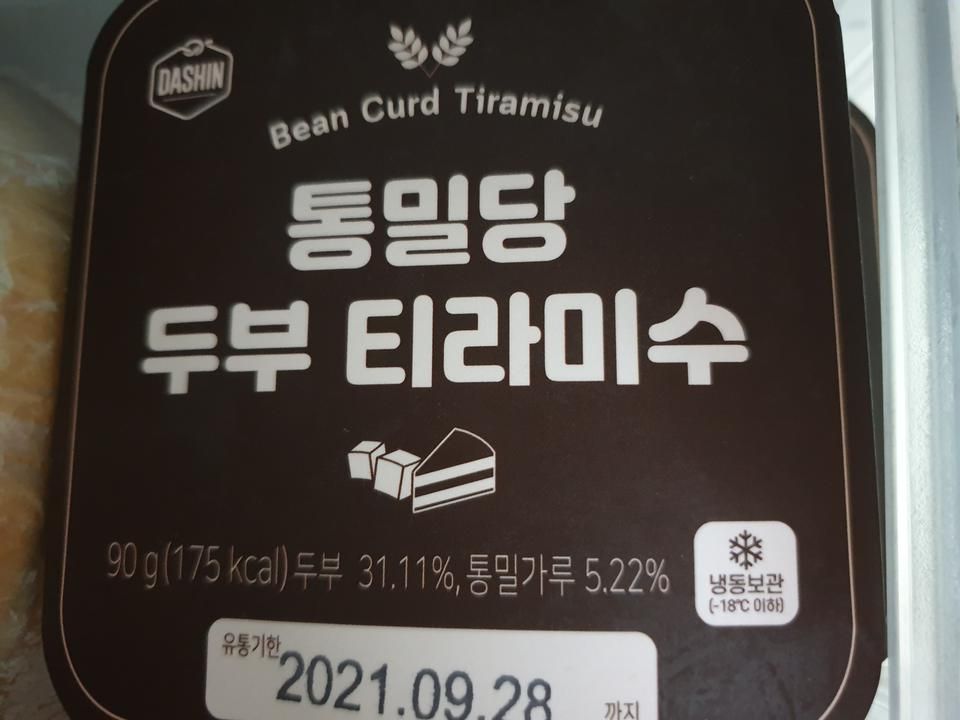 DASHIN
Bean Curd Tiramisu
통밀당
두부 티라미수
90 g(175 kcal)두부 31.11%, 통밀가루 5.22%
냉동보관
(-18℃ 이하)
유통기한
2021.09.28 까지